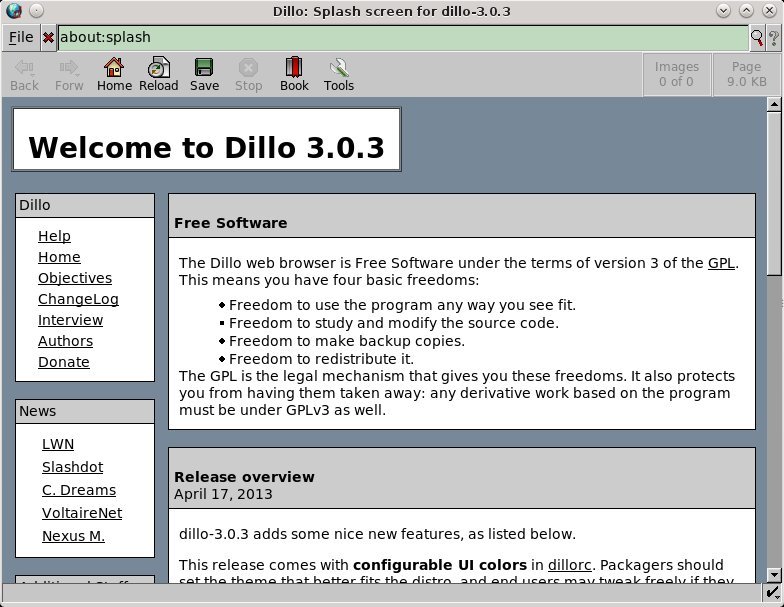 Dillo: Splash screen for dillo-3.0.3
File
about:splash
?
Back Forw Home Reload Save Stop Book Tools
Images
0 of 0
Page
9.0 KB
Welcome to Dillo 3.0.3
Dillo
Help
Home
Objectives
ChangeLog
Interview
Authors
Donate
News
LWN
Slashdot
C. Dreams
VoltaireNet
Nexus M.
Additional Stuff
Free Software
The Dillo web browser is Free Software under the terms of version 3 of the GPL.
This means you have four basic freedoms:
Freedom to use the program any way you see fit.
Freedom to study and modify the source code.
Freedom to make backup copies.
Freedom to redistribute it.
The GPL is the legal mechanism that gives you these freedoms. It also protects
you from having them taken away: any derivative work based on the program
must be under GPLv3 as well.
Release overview
April 17, 2013
dillo-3.0.3 adds some nice new features, as listed below.
This release comes with configurable UI colors in dillorc. Packagers should
set the theme that better fits the distro, and end users may tweak freely if they